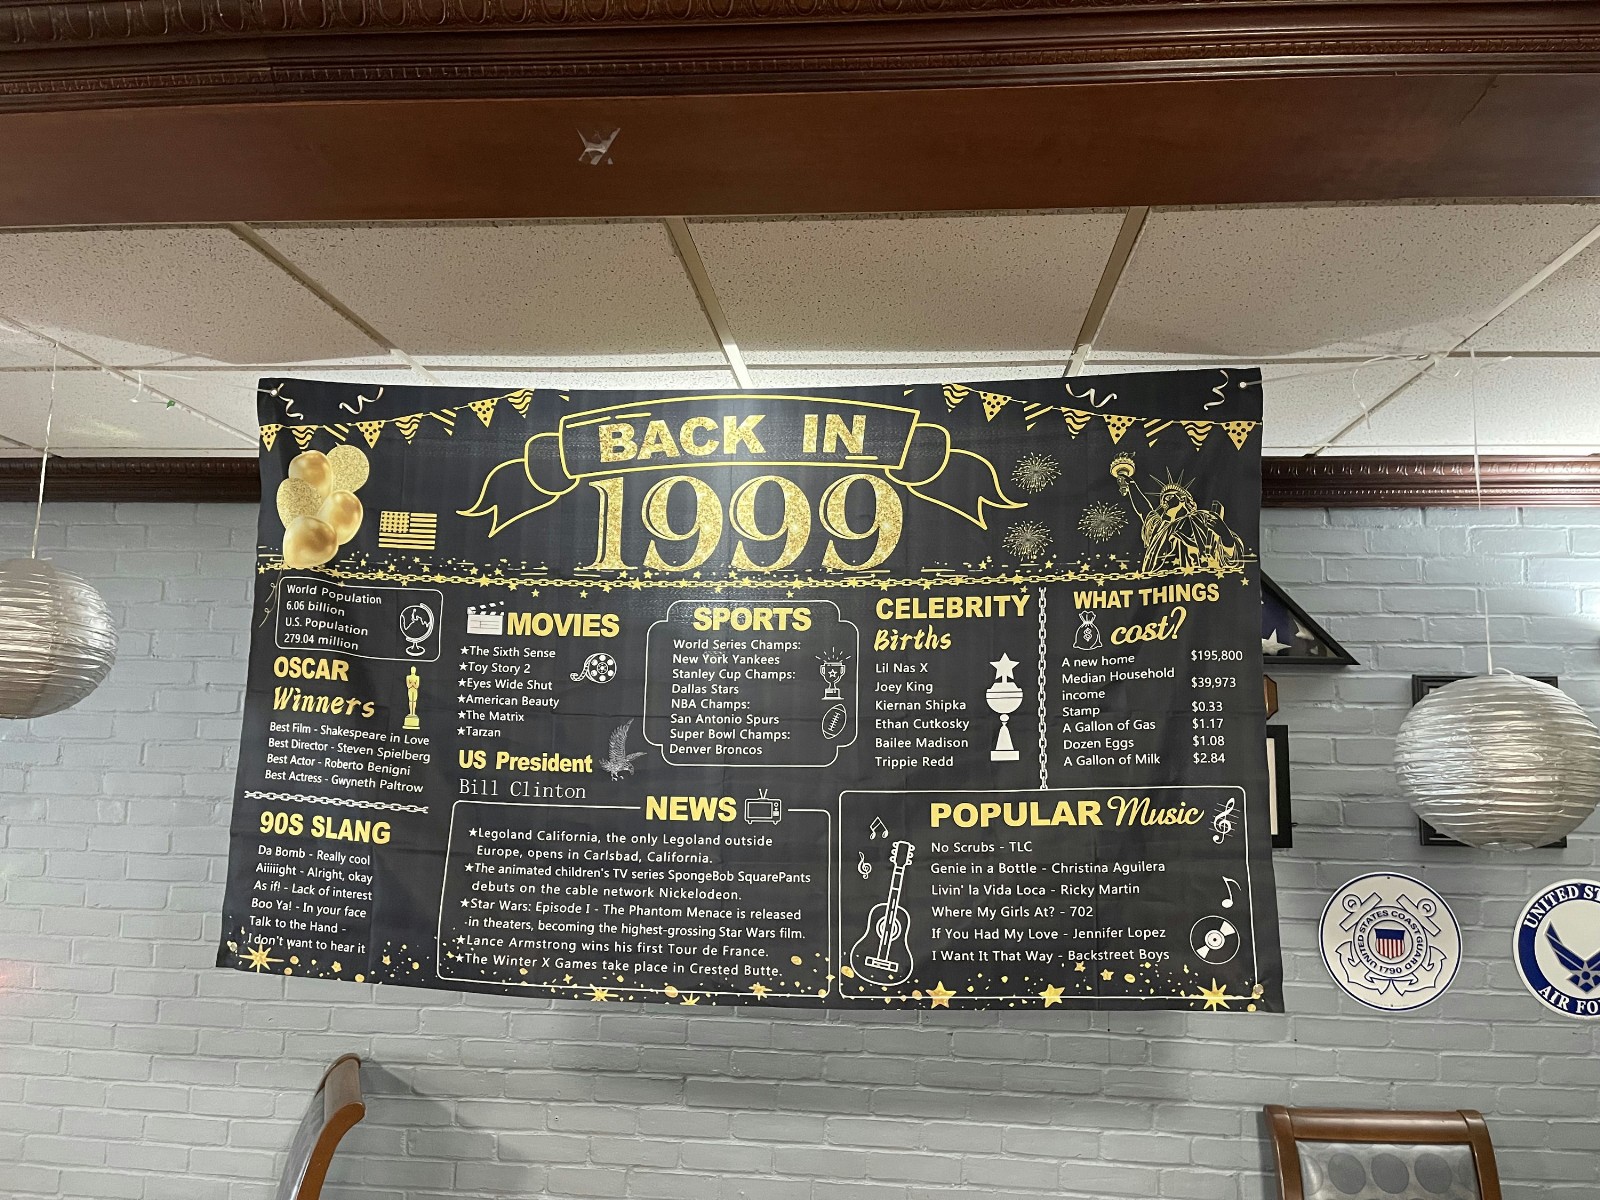 BACK IN
1999
World Population
6.06 billion
U.S. Population
279.04 million
OSCAR
Winners
Best Film - Shakespeare in Love
Best Director - Steven Spielberg
Best Actor - Roberto Benigni
Best Actress - Gwyneth Paltrow
90S SLANG
Da Bomb - Really cool
Aiiiiight - Alright, okay
As if! - Lack of interest
Boo Ya! - In your face
Talk to the Hand -
I don't want to hear it
MOVIES
★The Sixth Sense
★Toy Story 2
★Eyes Wide Shut
★American Beauty
★The Matrix
★Tarzan
US President
Bill Clinton
SPORTS
World Series Champs:
New York Yankees
Stanley Cup Champs:
Dallas Stars
NBA Champs:
San Antonio Spurs
Super Bowl Champs:
Denver Broncos
CELEBRITY
Births
Lil Nas X
Joey King
Kiernan Shipka
Ethan Cutkosky
Bailee Madison
Trippie Redd
WHAT THINGS
cost?
A new home $195,800
Median Household
income $39,973
Stamp $0.33
A Gallon of Gas $1.17
Dozen Eggs $1.08
A Gallon of Milk $2.84
NEWS
★Legoland California, the only Legoland outside
Europe, opens in Carlsbad, California.
★The animated children's TV series SpongeBob SquarePants
debuts on the cable network Nickelodeon.
★Star Wars: Episode I - The Phantom Menace is released
in theaters, becoming the highest-grossing Star Wars film.
★Lance Armstrong wins his first Tour de France.
★The Winter X Games take place in Crested Butte.
POPULAR Music
No Scrubs - TLC
Genie in a Bottle - Christina Aguilera
Livin' la Vida Loca - Ricky Martin
Where My Girls At? - 702
If You Had My Love - Jennifer Lopez
I Want It That Way - Backstreet Boys
UNITED STATES COAST GUARD
1790
UNITED ST
AIR FO